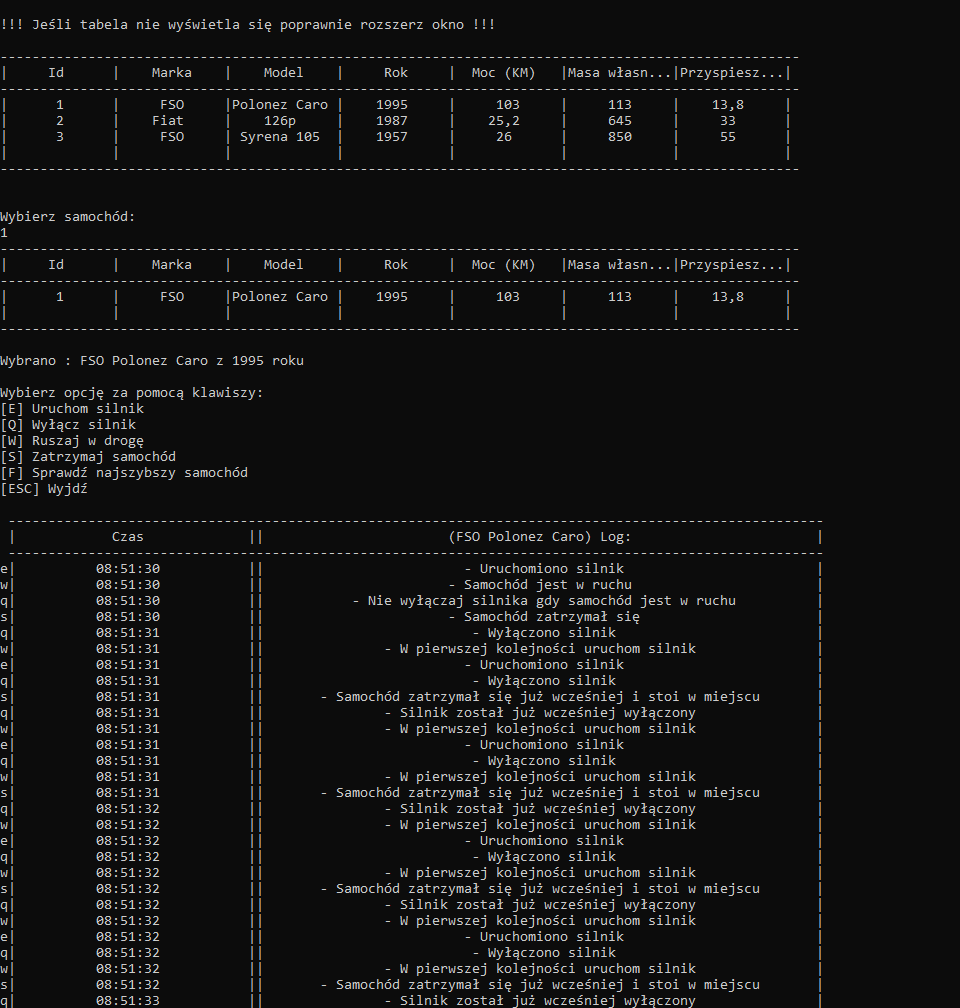 !!! Jeśli tabela nie wyświetla się poprawnie rozszerz okno !!!
| Id | Marka | Model | Rok | Moc (KM) |Masa własn...|Przyspiesz...|
| 1 | FSO |Polonez Caro | 1995 | 103 | 113 | 13,8 |
| 2 | Fiat | 126p | 1987 | 25,2 | 645 | 33 |
| 3 | FSO | Syrena 105 | 1957 | 26 | 850 | 55 |
Wybierz samochód:
1
| Id | Marka | Model | Rok | Moc (KM) |Masa własn...|Przyspiesz...|
| 1 | FSO |Polonez Caro | 1995 | 103 | 113 | 13,8 |
Wybrano : FSO Polonez Caro z 1995 roku
Wybierz opcję za pomocą klawiszy:
[E] Uruchom silnik
[Q] Wyłącz silnik
[W] Ruszaj w drogę
[S] Zatrzymaj samochód
[F] Sprawdź najszybszy samochód
[ESC] Wyjdź
| Czas || (FSO Polonez Caro) Log: |
e| 08:51:30 || - Uruchomiono silnik |
w| 08:51:30 || - Samochód jest w ruchu |
q| 08:51:30 || - Nie wyłączaj silnika gdy samochód jest w ruchu |
s| 08:51:30 || - Samochód zatrzymał się |
q| 08:51:31 || - Wyłączono silnik |
w| 08:51:31 || - W pierwszej kolejności uruchom silnik |
e| 08:51:31 || - Uruchomiono silnik |
q| 08:51:31 || - Wyłączono silnik |
s| 08:51:31 || - Samochód zatrzymał się już wcześniej i stoi w miejscu |
q| 08:51:31 || - Silnik został już wcześniej wyłączony |
w| 08:51:31 || - W pierwszej kolejności uruchom silnik |
e| 08:51:31 || - Uruchomiono silnik |
q| 08:51:31 || - Wyłączono silnik |
w| 08:51:31 || - W pierwszej kolejności uruchom silnik |
s| 08:51:31 || - Samochód zatrzymał się już wcześniej i stoi w miejscu |
q| 08:51:32 || - Silnik został już wcześniej wyłączony |
w| 08:51:32 || - W pierwszej kolejności uruchom silnik |
e| 08:51:32 || - Uruchomiono silnik |
q| 08:51:32 || - Wyłączono silnik |
w| 08:51:32 || - W pierwszej kolejności uruchom silnik |
s| 08:51:32 || - Samochód zatrzymał się już wcześniej i stoi w miejscu |
q| 08:51:32 || - Silnik został już wcześniej wyłączony |
w| 08:51:32 || - W pierwszej kolejności uruchom silnik |
e| 08:51:32 || - Uruchomiono silnik |
q| 08:51:32 || - Wyłączono silnik |
w| 08:51:32 || - W pierwszej kolejności uruchom silnik |
s| 08:51:32 || - Samochód zatrzymał się już wcześniej i stoi w miejscu |
q| 08:51:33 || - Silnik został już wcześniej wyłączony |